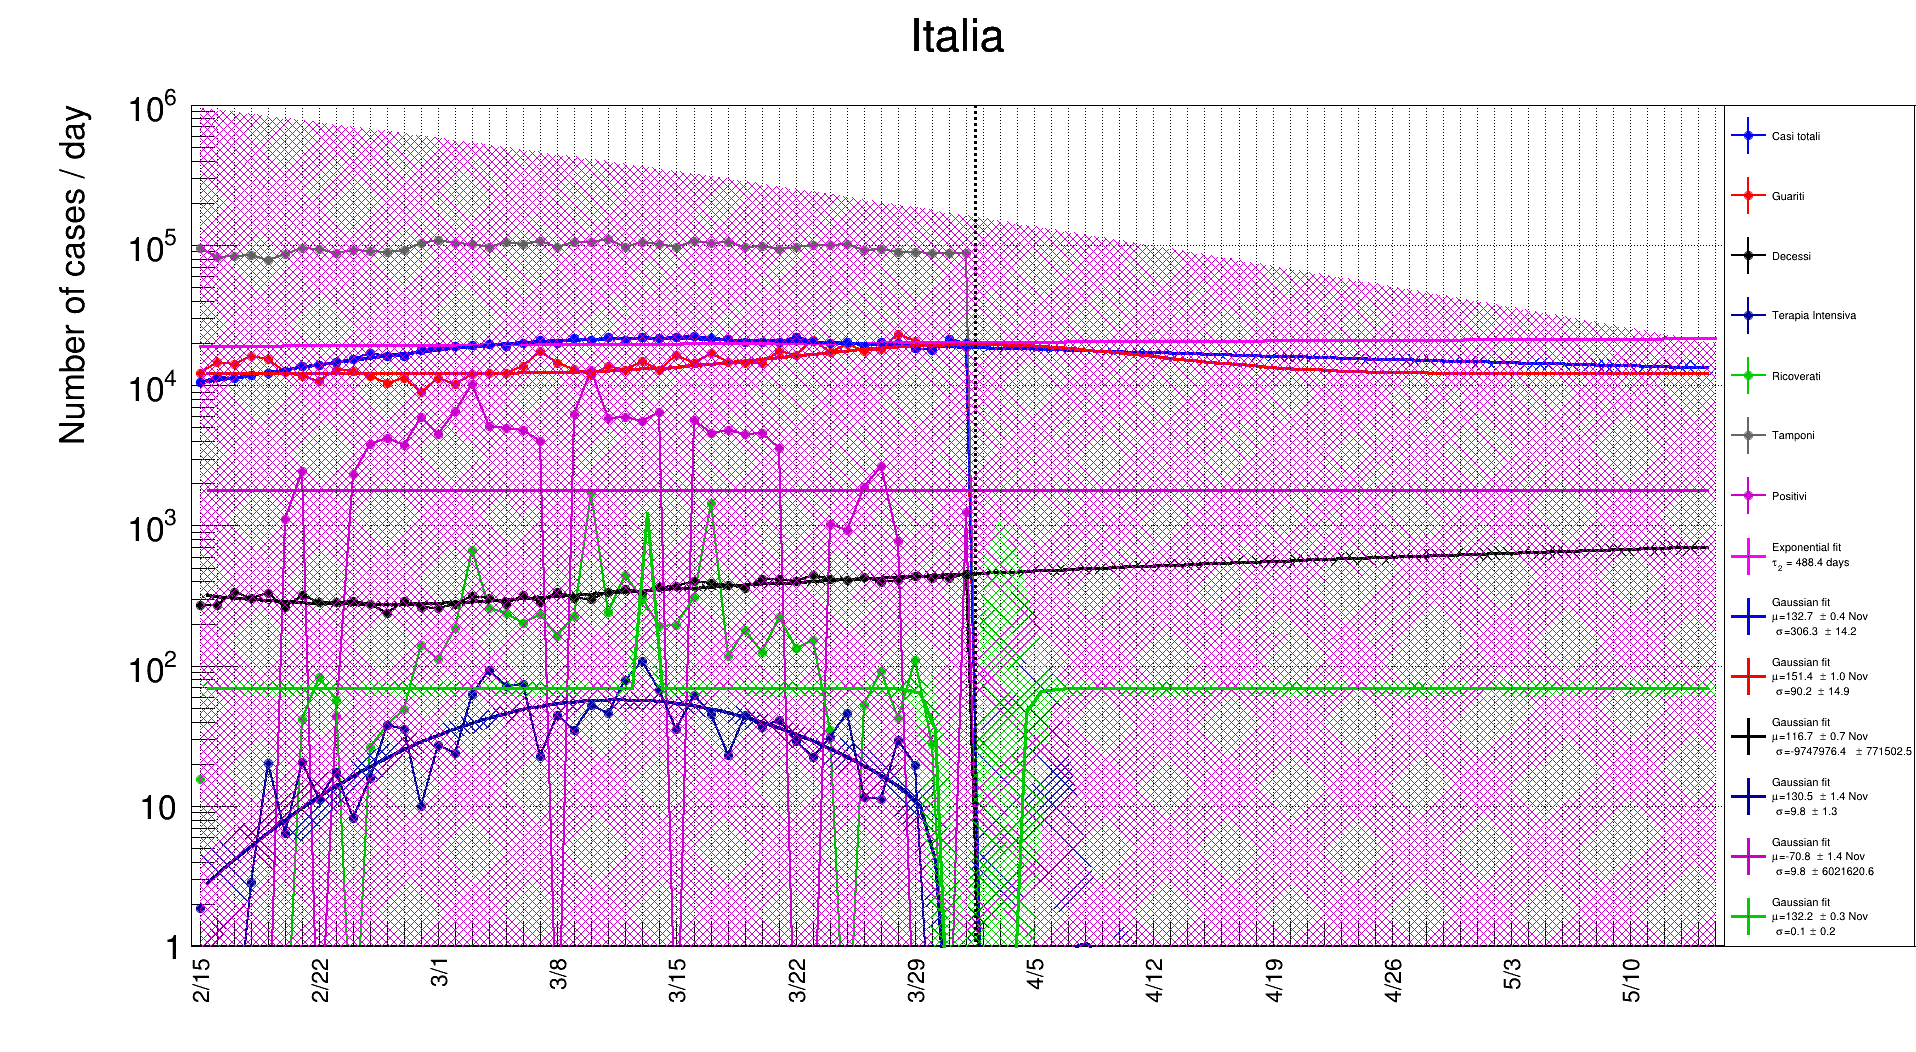 Italia
Number of cases / day
10^6
10^5
10^4
10^3
10^2
10
1
2/15
2/22
3/1
3/8
3/15
3/22
3/29
4/5
4/12
4/19
4/26
5/3
5/10
Casi totali
Guariti
Decessi
Terapia Intensiva
Ricoverati
Tamponi
Positivi
Exponential fit
τ₂ = 488.4 days
Gaussian fit
μ=132.7 ± 0.4 Nov
σ=306.3 ± 14.2
Gaussian fit
μ=151.4 ± 1.0 Nov
σ=90.2 ± 14.9
Gaussian fit
μ=116.7 ± 0.7 Nov
σ=-9747976.4 ± 771502.5
Gaussian fit
μ=130.5 ± 1.4 Nov
σ=9.8 ± 1.3
Gaussian fit
μ=-70.8 ± 1.4 Nov
σ=9.8 ± 6021620.6
Gaussian fit
μ=132.2 ± 0.3 Nov
σ=0.1 ± 0.2